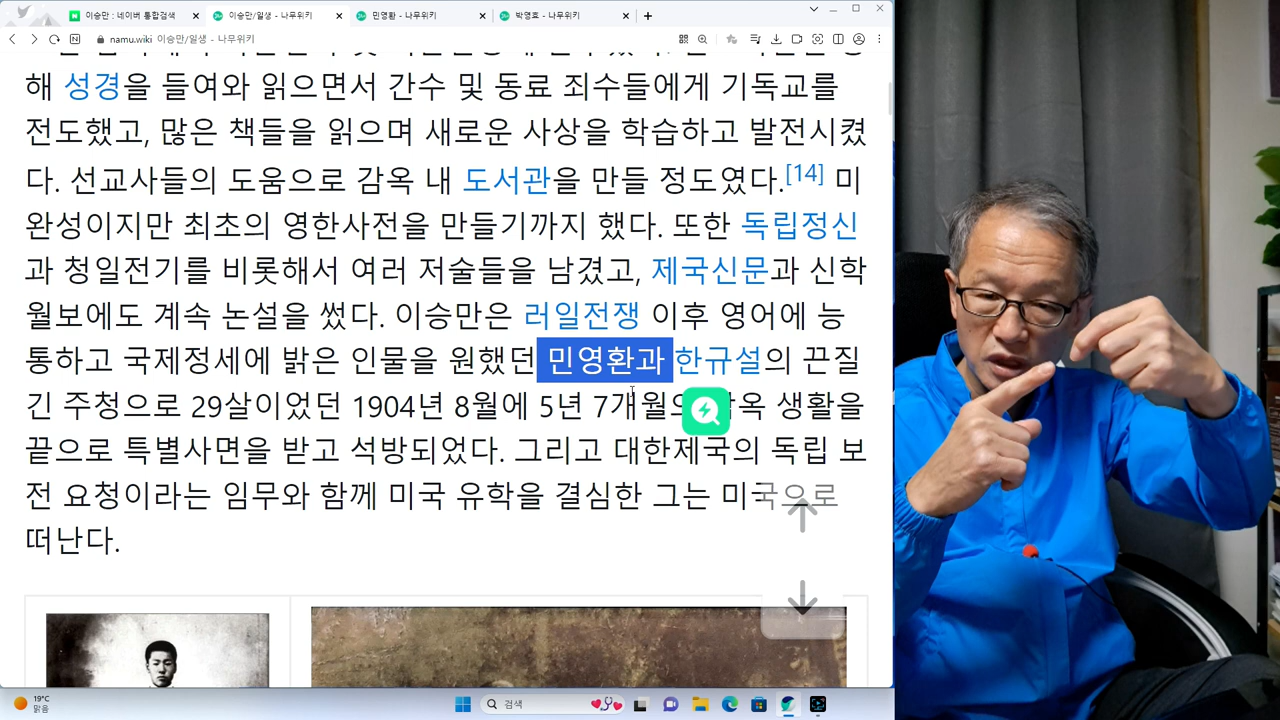 이승만 : 네이버 통합검색
이승만/일생 - 나무위키
민영환 - 나무위키
박영효 - 나무위키
namu.wiki 이승만/일생 - 나무위키
해 성경을 들여와 읽으면서 간수 및 동료 죄수들에게 기독교를
전도했고, 많은 책들을 읽으며 새로운 사상을 학습하고 발전시켰
다. 선교사들의 도움으로 감옥 내 도서관을 만들 정도였다.[14] 미
완성이지만 최초의 영한사전을 만들기까지 했다. 또한 독립정신
과 청일전기를 비롯해서 여러 저술들을 남겼고, 제국신문과 신학
월보에도 계속 논설을 썼다. 이승만은 러일전쟁 이후 영어에 능
통하고 국제정세에 밝은 인물을 원했던 민영환과 한규설의 끈질
긴 주청으로 29살이었던 1904년 8월에 5년 7개월의 감옥 생활을
끝으로 특별사면을 받고 석방되었다. 그리고 대한제국의 독립 보
전 요청이라는 임무와 함께 미국 유학을 결심한 그는 미국으로
떠난다.
19°C
맑음
검색